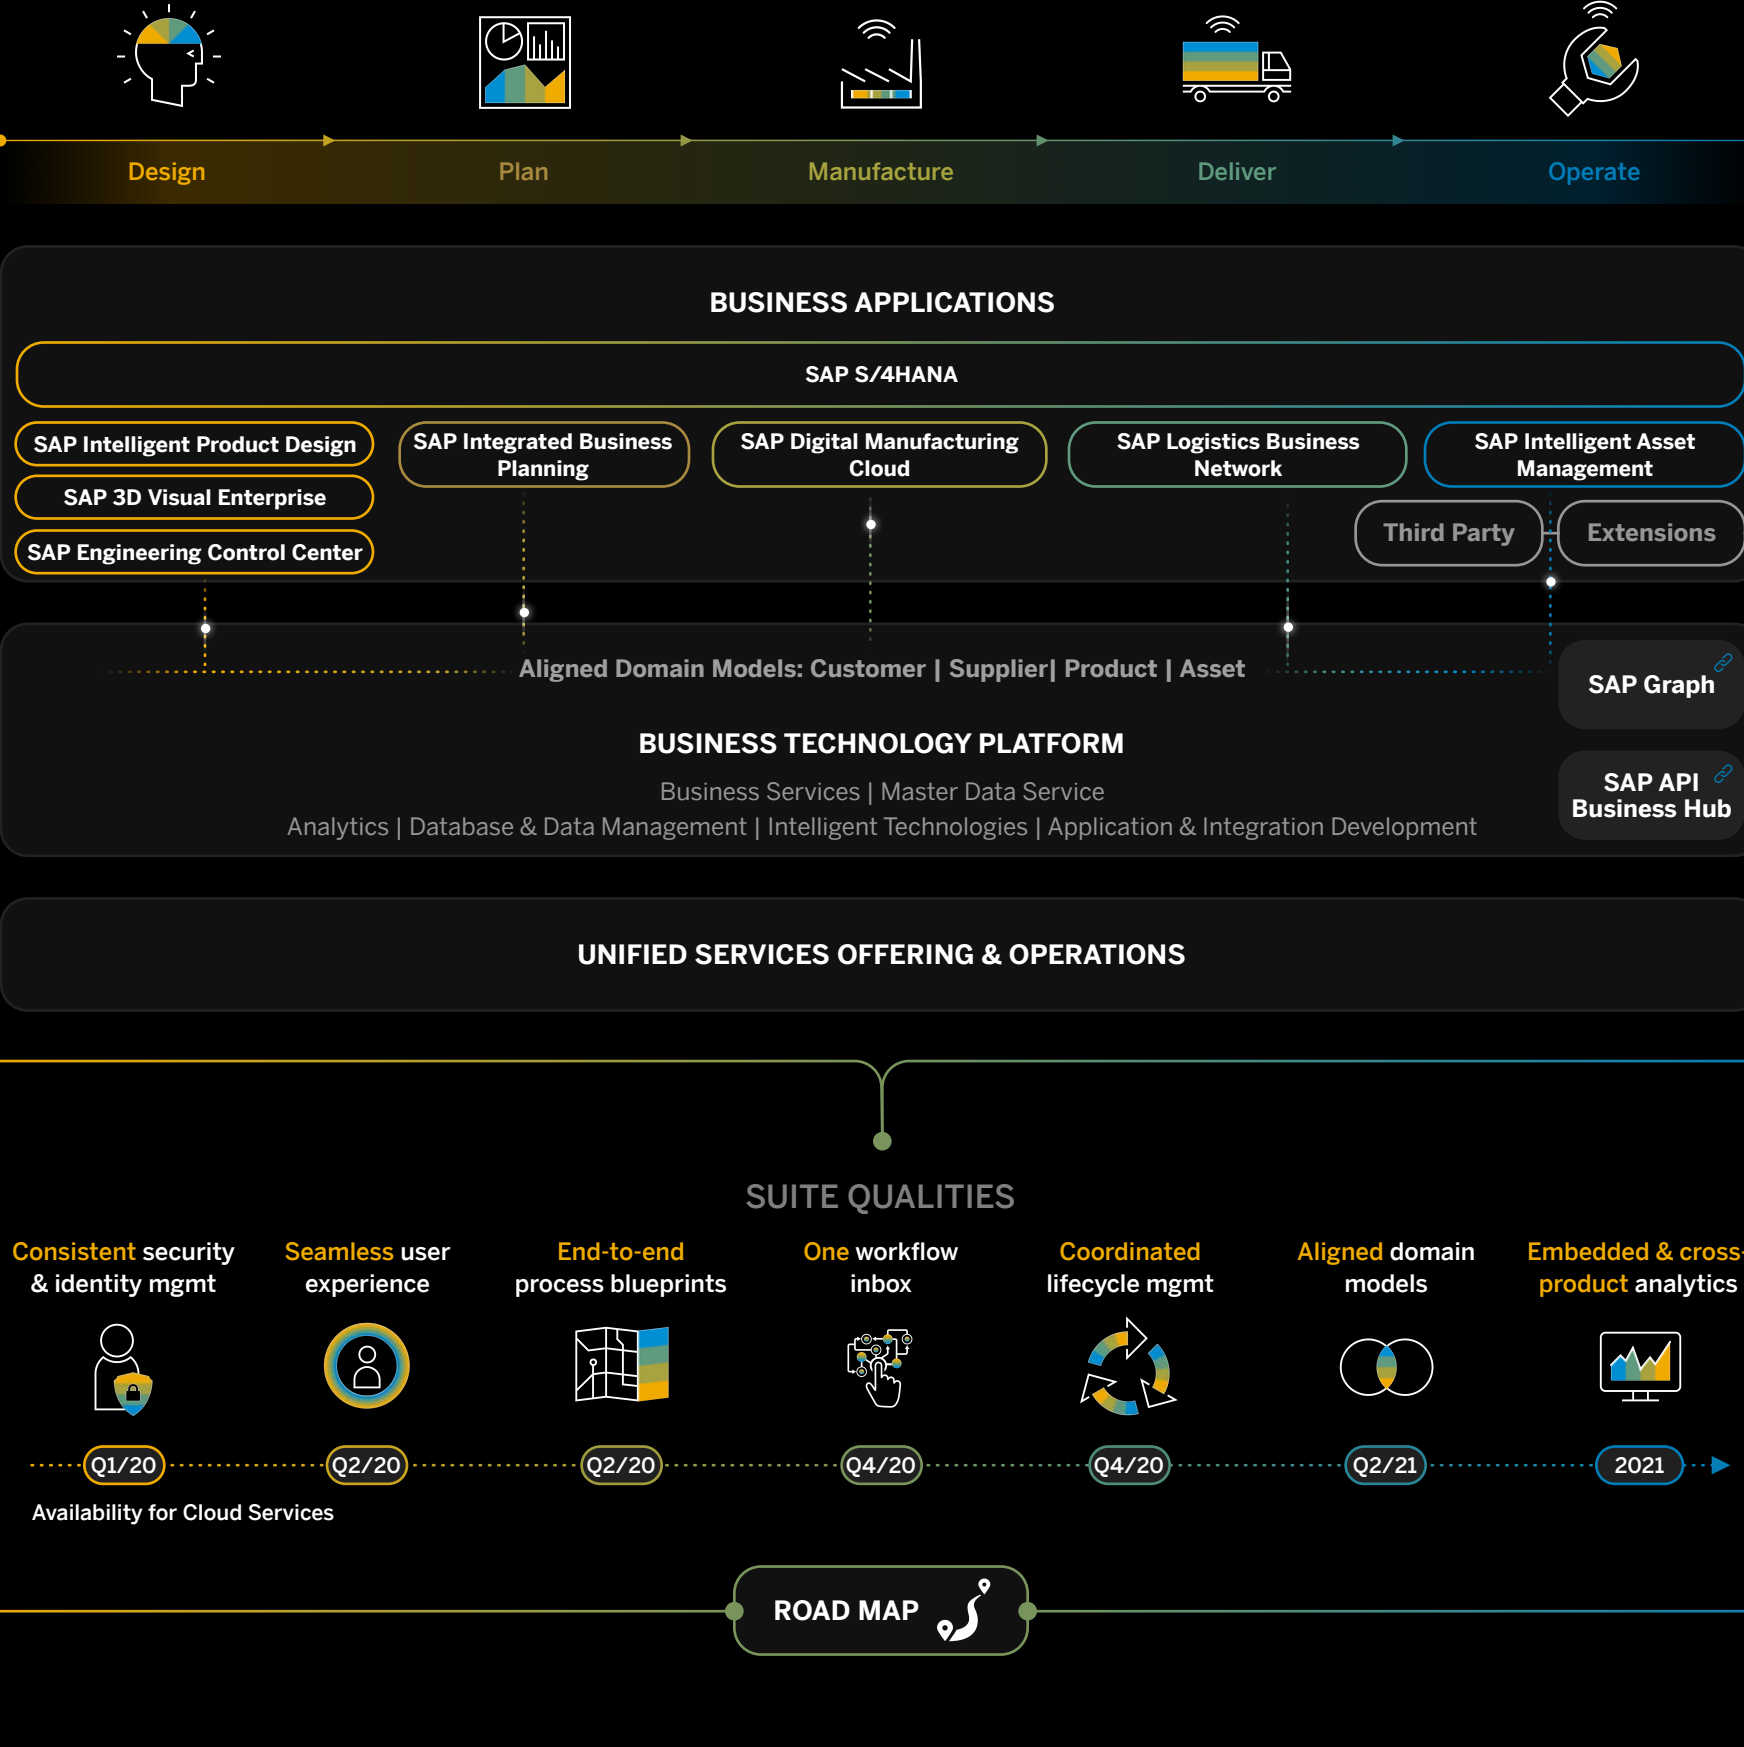 Design
Plan
Manufacture
Deliver
Operate
BUSINESS APPLICATIONS
SAP S/4HANA
SAP Intelligent Product Design
SAP 3D Visual Enterprise
SAP Engineering Control Center
SAP Integrated Business
Planning
SAP Digital Manufacturing
Cloud
SAP Logistics Business
Network
SAP Intelligent Asset
Management
Third Party
Extensions
Aligned Domain Models: Customer | Supplier| Product | Asset
SAP Graph
BUSINESS TECHNOLOGY PLATFORM
Business Services | Master Data Service
Analytics | Database & Data Management | Intelligent Technologies | Application & Integration Development
SAP API
Business Hub
UNIFIED SERVICES OFFERING & OPERATIONS
SUITE QUALITIES
Consistent security
& identity mgmt
Seamless user
experience
End-to-end
process blueprints
One workflow
inbox
Coordinated
lifecycle mgmt
Aligned domain
models
Embedded & cross-
product analytics
Q1/20
Q2/20
Q2/20
Q4/20
Q4/20
Q2/21
2021
Availability for Cloud Services
ROAD MAP